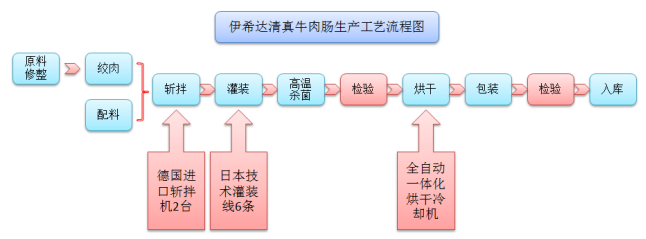 伊希达清真牛肉肠生产工艺流程图
原料
修整
绞肉
配料
斩拌
灌装
高温
杀菌
检验
烘干
包装
检验
入库
德国进
口斩拌
机2台
日本技
术灌装
线6条
全自动
一体化
烘干冷
却机